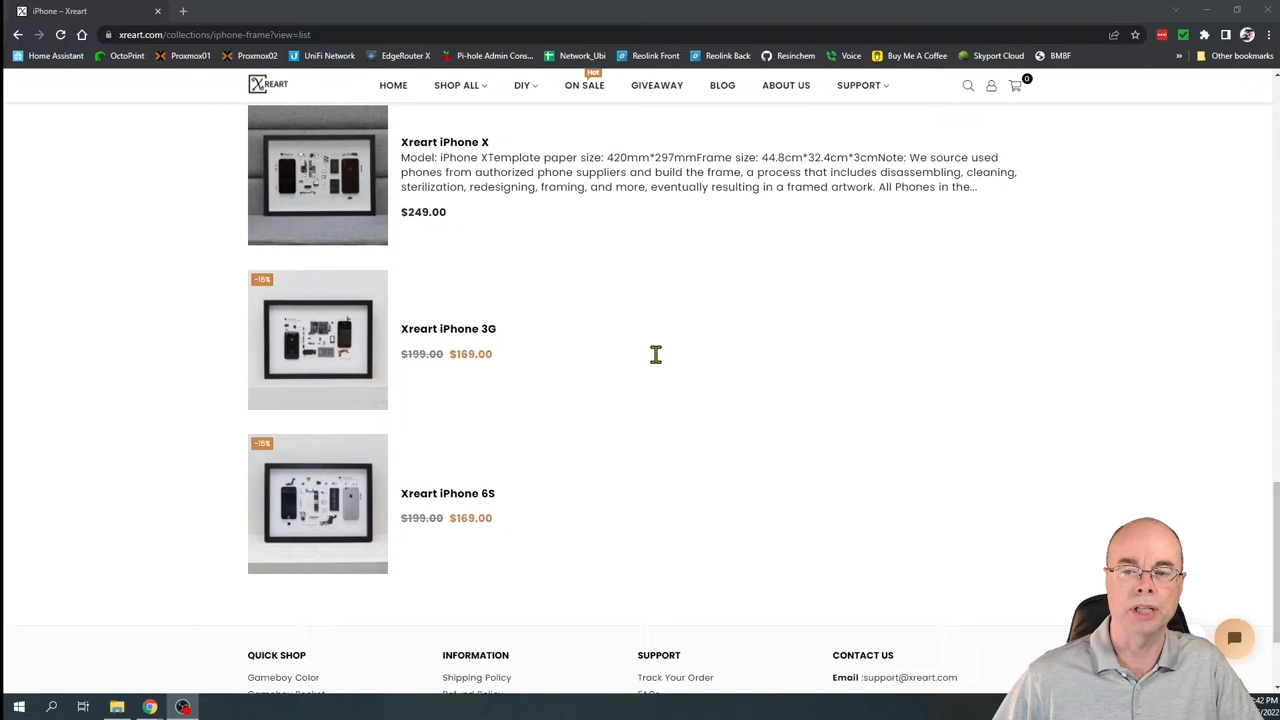 iPhone – Xreart
xreart.com/collections/iphone-frame?view=list
Home Assistant
OctoPrint
Proxmox01
Proxmox02
UniFi Network
EdgeRouter X
Pi-hole Admin Cons...
Network_Ubi
Reolink Front
Reolink Back
Resinchem
Voice
Buy Me A Coffee
Skyport Cloud
BMBF
»
Other bookmarks
XREART
HOME
SHOP ALL
DIY
Hot
ON SALE
GIVEAWAY
BLOG
ABOUT US
SUPPORT
0
Xreart iPhone X
Model: iPhone XTemplate paper size: 420mm*297mmFrame size: 44.8cm*32.4cm*3cmNote: We source used
phones from authorized phone suppliers and build the frame, a process that includes disassembling, cleaning,
sterilization, redesigning, framing, and more, eventually resulting in a framed artwork. All Phones in the...
$249.00
-15%
Xreart iPhone 3G
$199.00 $169.00
-15%
Xreart iPhone 6S
$199.00 $169.00
QUICK SHOP
INFORMATION
SUPPORT
CONTACT US
Gameboy Color
Shipping Policy
Track Your Order
Email :support@xreart.com
Gameboy Pocket
Refund Policy
FAQs